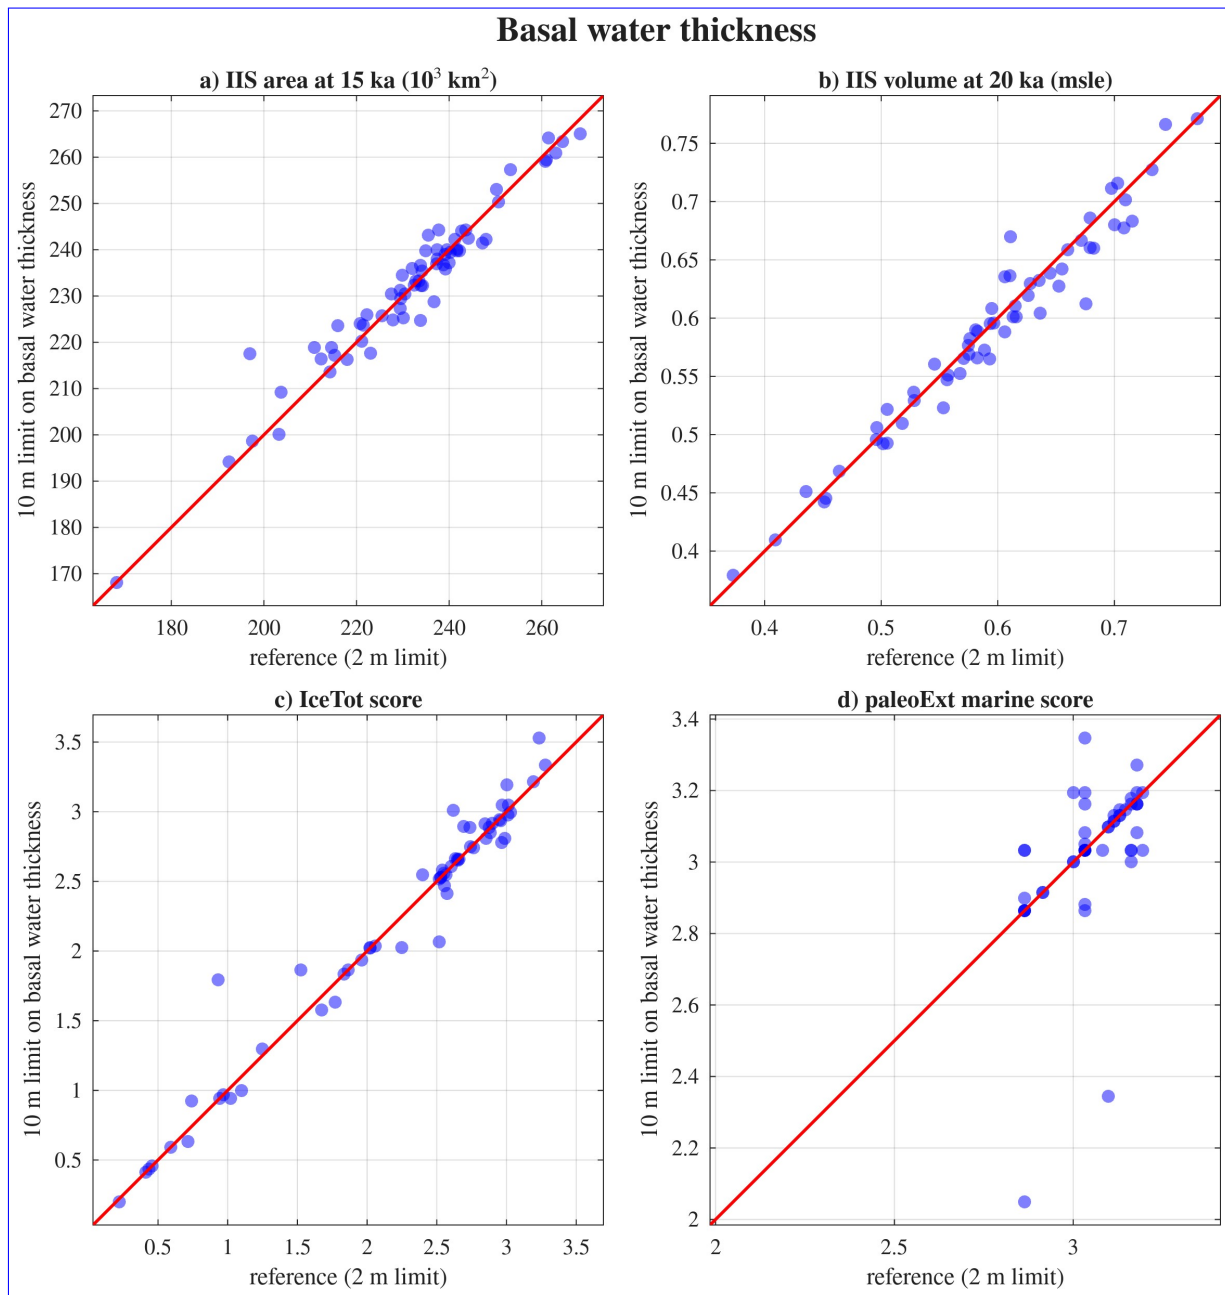 Basal water thickness
a) IIS area at 15 ka (10³ km²)
10 m limit on basal water thickness
270
260
250
240
230
220
210
200
190
180
170
180 200 220 240 260
reference (2 m limit)
b) IIS volume at 20 ka (msle)
10 m limit on basal water thickness
0.75
0.7
0.65
0.6
0.55
0.5
0.45
0.4
0.4 0.5 0.6 0.7
reference (2 m limit)
c) IceTot score
10 m limit on basal water thickness
3.5
3
2.5
2
1.5
1
0.5
0.5 1 1.5 2 2.5 3 3.5
reference (2 m limit)
d) paleoExt marine score
10 m limit on basal water thickness
3.4
3.2
3
2.8
2.6
2.4
2.2
2
2 2.5 3
reference (2 m limit)